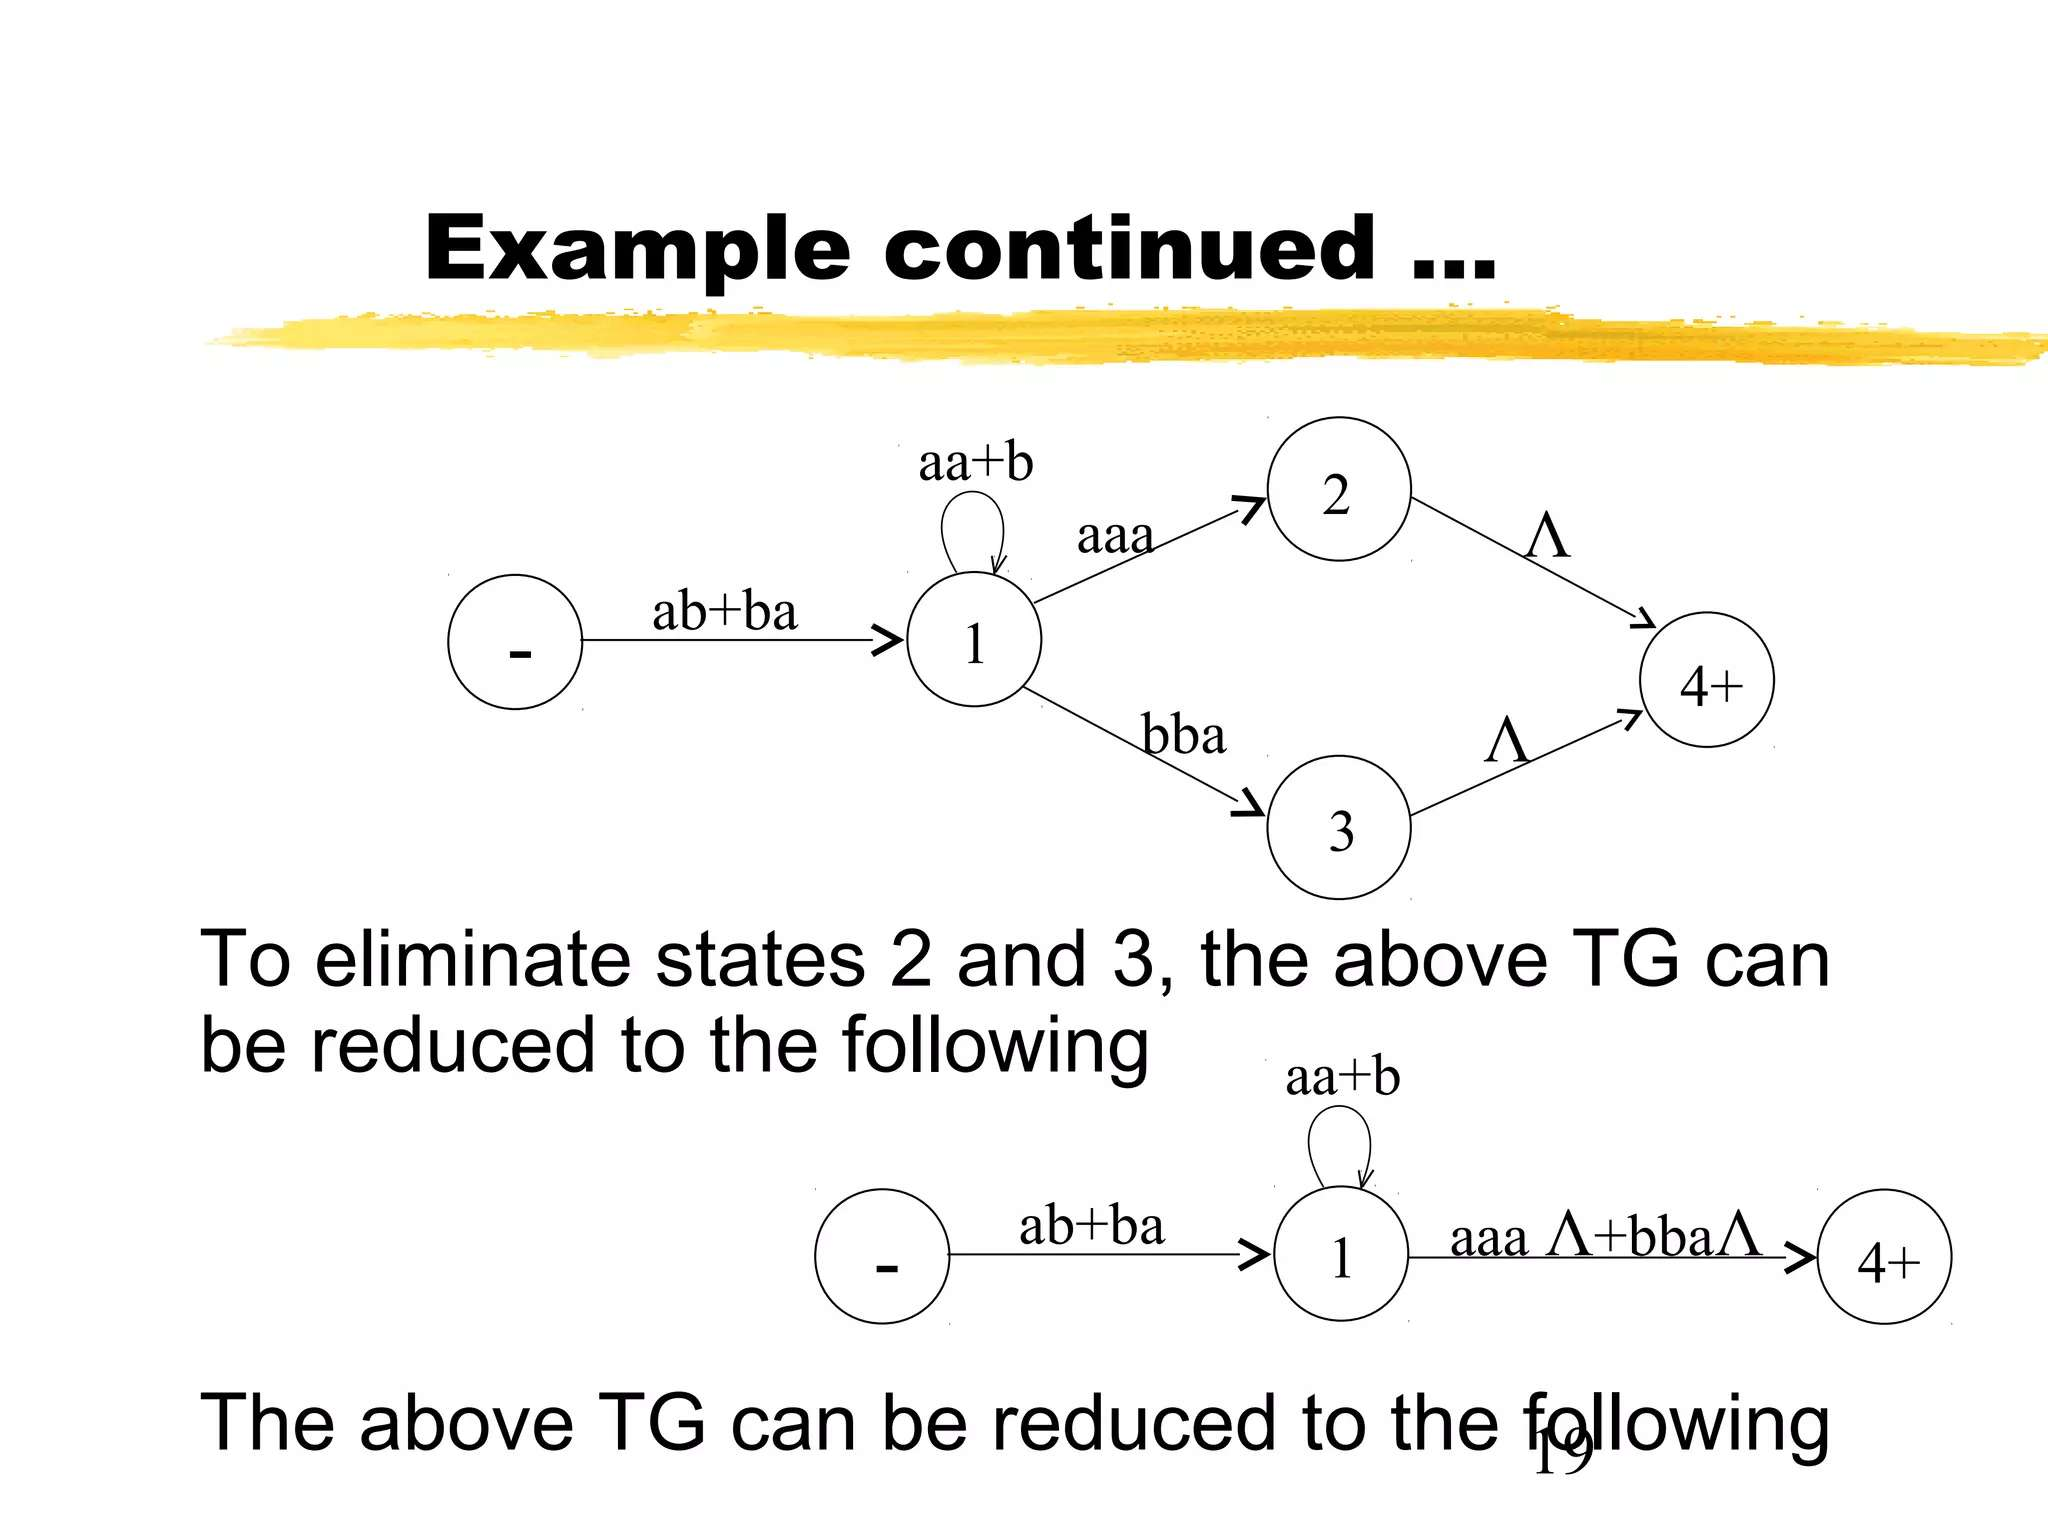 Example continued ...
aa+b
2
aaa
Λ
ab+ba
-
1
4+
bba
Λ
3
To eliminate states 2 and 3, the above TG can
be reduced to the following
aa+b
ab+ba
aaa Λ+bbaΛ
-
1
4+
The above TG can be reduced to the following
19